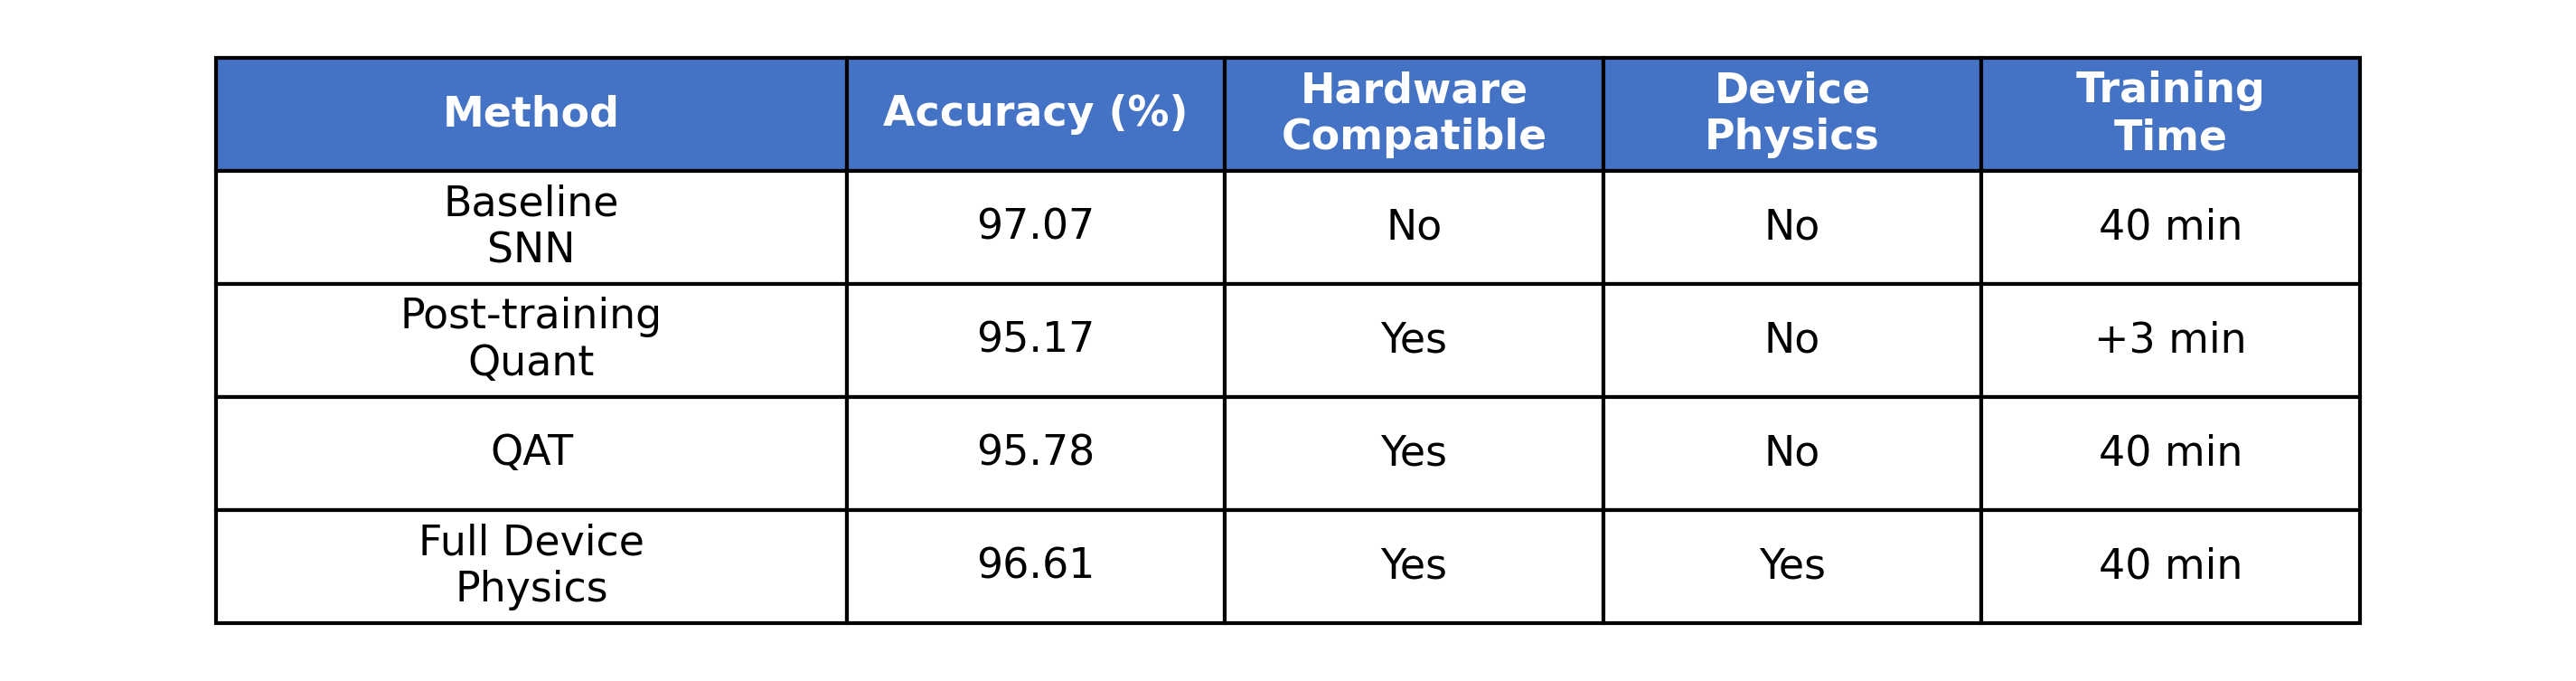 Method
Accuracy (%)
Hardware
Compatible
Device
Physics
Training
Time
Baseline
SNN
97.07
No
No
40 min
Post-training
Quant
95.17
Yes
No
+3 min
QAT
95.78
Yes
No
40 min
Full Device
Physics
96.61
Yes
Yes
40 min